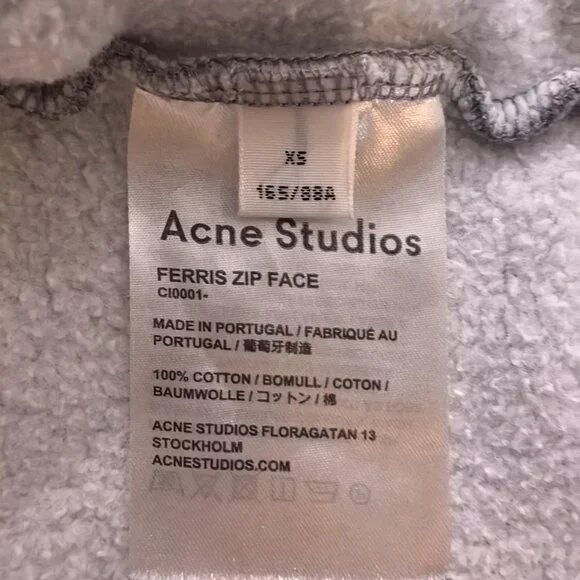 XS
165/88A
Acne Studios
FERRIS ZIP FACE
CI0001-
MADE IN PORTUGAL / FABRIQUÉ AU
PORTUGAL / 葡萄牙制造
100% COTTON / BOMULL / COTON /
BAUMWOLLE / コットン / 棉
ACNE STUDIOS FLORAGATAN 13
STOCKHOLM
ACNESTUDIOS.COM